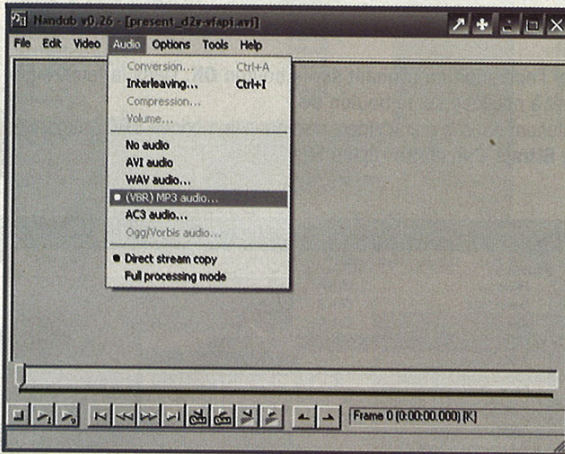 Nandub v0.26 - [present_d2v-vfapi.avi]
File Edit Video Audio Options Tools Help
Conversion... Ctrl+A
Interleaving... Ctrl+I
Compression...
Volume...
No audio
AVI audio
WAV audio...
(VBR) MP3 audio...
AC3 audio...
Ogg/Vorbis audio...
Direct stream copy
Full processing mode
Frame 0 (0:00:00.000) [K]